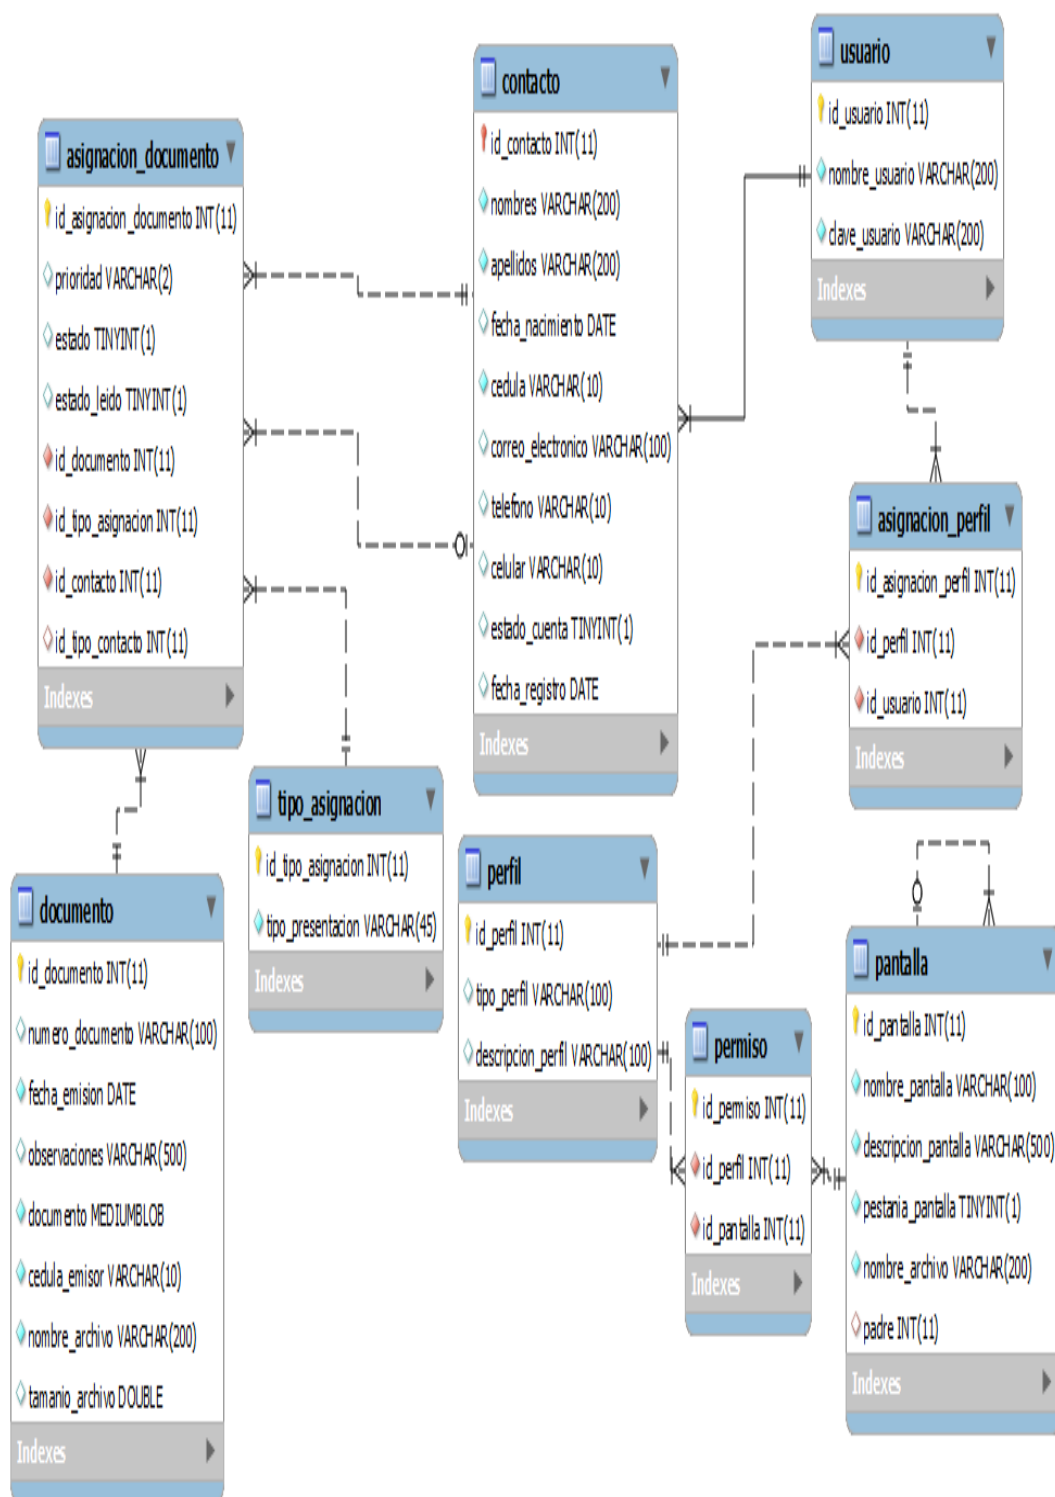 asignacion_documento
id_asignacion_documento INT(11)
prioridad VARCHAR(2)
estado TINYINT(1)
estado_leido TINYINT(1)
id_documento INT(11)
id_tipo_asignacion INT(11)
id_contacto INT(11)
id_tipo_contacto INT(11)
Indexes
contacto
id_contacto INT(11)
nombres VARCHAR(200)
apellidos VARCHAR(200)
fecha_nacimiento DATE
cedula VARCHAR(10)
correo_electronico VARCHAR(100)
telefono VARCHAR(10)
celular VARCHAR(10)
estado_cuenta TINYINT(1)
fecha_registro DATE
Indexes
usuario
id_usuario INT(11)
nombre_usuario VARCHAR(200)
clave_usuario VARCHAR(200)
Indexes
asignacion_perfil
id_asignacion_perfil INT(11)
id_perfil INT(11)
id_usuario INT(11)
Indexes
tipo_asignacion
id_tipo_asignacion INT(11)
tipo_presentacion VARCHAR(45)
Indexes
documento
id_documento INT(11)
numero_documento VARCHAR(100)
fecha_emision DATE
observaciones VARCHAR(500)
documento MEDIUMBLOB
cedula_emisor VARCHAR(10)
nombre_archivo VARCHAR(200)
tamanio_archivo DOUBLE
Indexes
perfil
id_perfil INT(11)
tipo_perfil VARCHAR(100)
descripcion_perfil VARCHAR(100)
Indexes
permiso
id_permiso INT(11)
id_perfil INT(11)
id_pantalla INT(11)
Indexes
pantalla
id_pantalla INT(11)
nombre_pantalla VARCHAR(100)
descripcion_pantalla VARCHAR(500)
pestania_pantalla TINYINT(1)
nombre_archivo VARCHAR(200)
padre INT(11)
Indexes